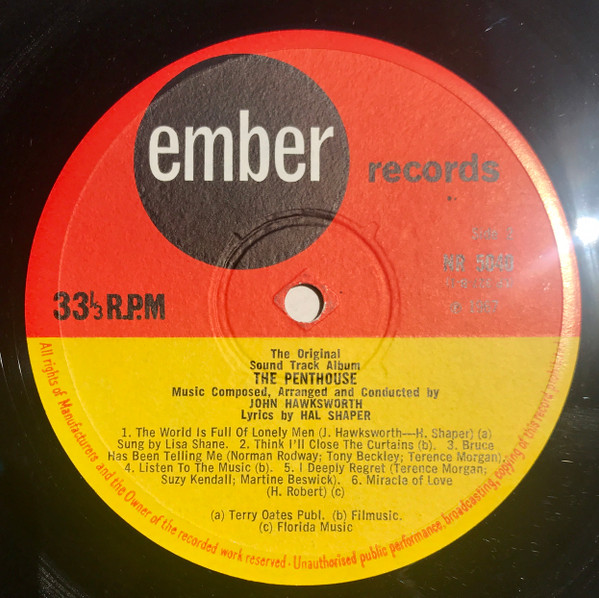 ember
records
Side 1
NR 5040
℗ 1967
33⅓ R.P.M
The Original
Sound Track Album
THE PENTHOUSE
Music Composed, Arranged and Conducted by
JOHN HAWKSWORTH
Lyrics by HAL SHAPER
1. The World Is Full Of Lonely Men (J. Hawksworth—H. Shaper) (a)
Sung by Lisa Shane. 2. Think I'll Close The Curtains (b). 3. Bruce
Has Been Telling Me (Norman Rodway; Tony Beckley; Terence Morgan).
4. Listen To The Music (b). 5. I Deeply Regret (Terence Morgan;
Suzy Kendall; Martine Beswick). 6. Miracle of Love
(H. Robert) (c)
(a) Terry Oates Publ. (b) Filmusic.
(c) Florida Music
All rights of Manufacturers and the Owner of the recorded work reserved · Unauthorised public performance, broadcasting, copying of this record